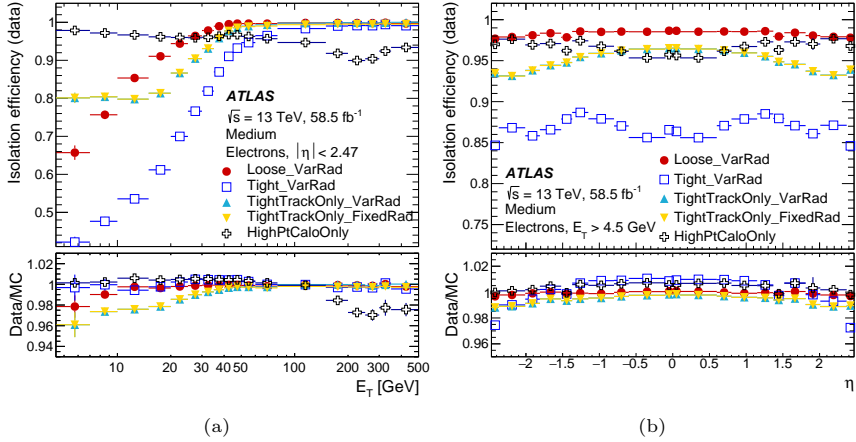 Isolation efficiency (data)
1
0.9
0.8
0.7
0.6
0.5
ATLAS
√s = 13 TeV, 58.5 fb⁻¹
Medium
Electrons, |η| < 2.47
Loose_VarRad
Tight_VarRad
TightTrackOnly_VarRad
TightTrackOnly_FixedRad
HighPtCaloOnly
Data/MC
1.02
1
0.98
0.96
0.94
10 20 30 40 50 100 200 300 500
E_T [GeV]
(a)
Isolation efficiency (data)
1
0.95
0.9
0.85
0.8
0.75
ATLAS
√s = 13 TeV, 58.5 fb⁻¹
Medium
Electrons, E_T > 4.5 GeV
Loose_VarRad
Tight_VarRad
TightTrackOnly_VarRad
TightTrackOnly_FixedRad
HighPtCaloOnly
Data/MC
1.02
1
0.98
0.96
−2 −1.5 −1 −0.5 0 0.5 1 1.5 2
η
(b)